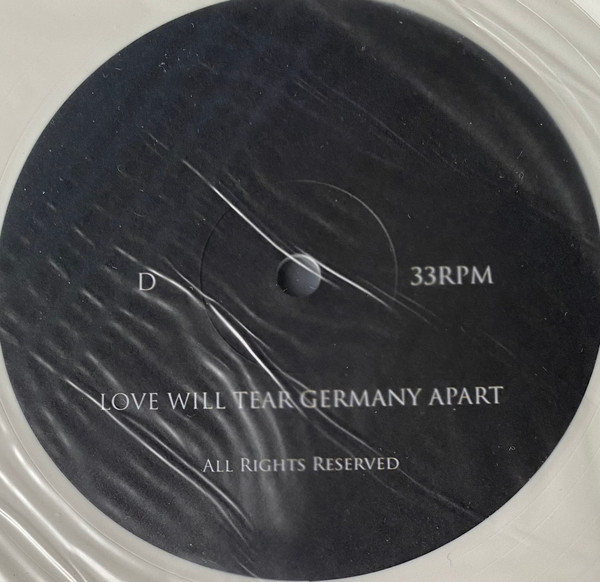 D
33RPM
LOVE WILL TEAR GERMANY APART
ALL RIGHTS RESERVED